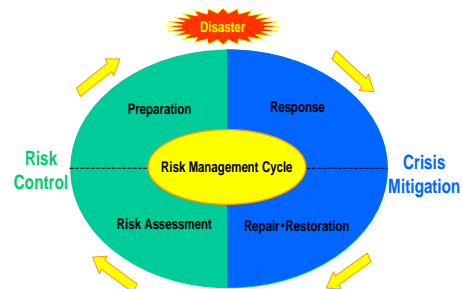 Disaster
Preparation
Response
Risk
Control
Risk Management Cycle
Crisis
Mitigation
Risk Assessment
Repair・Restoration